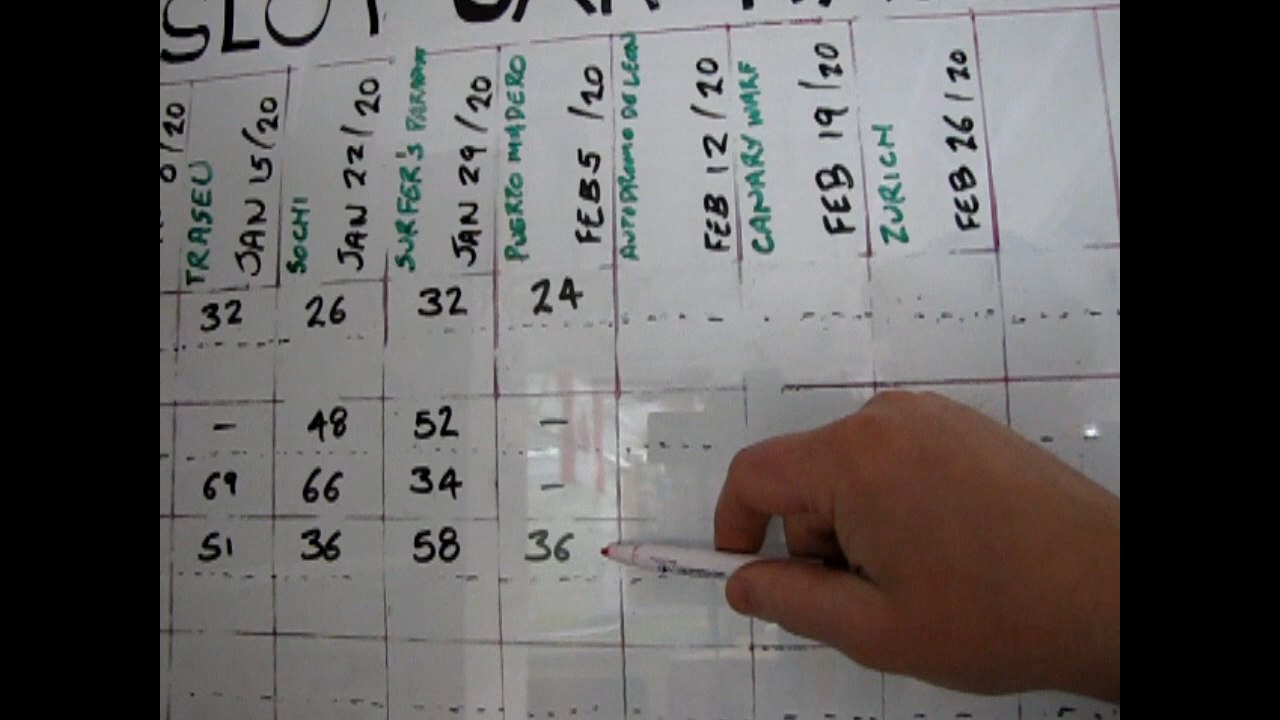 SLOT CAR
TRASEU
JAN 15/20
SOCHI
JAN 22/20
SURFER'S
JAN 29/20
PUERTO MADERO
FEB 5 /20
AUTODROMO DE LEON
FEB 12/20
CANARY WARF
FEB 19/20
ZURICH
FEB 26/20
32 26 32 24
- 48 52 -
69 66 34 -
51 36 58 36